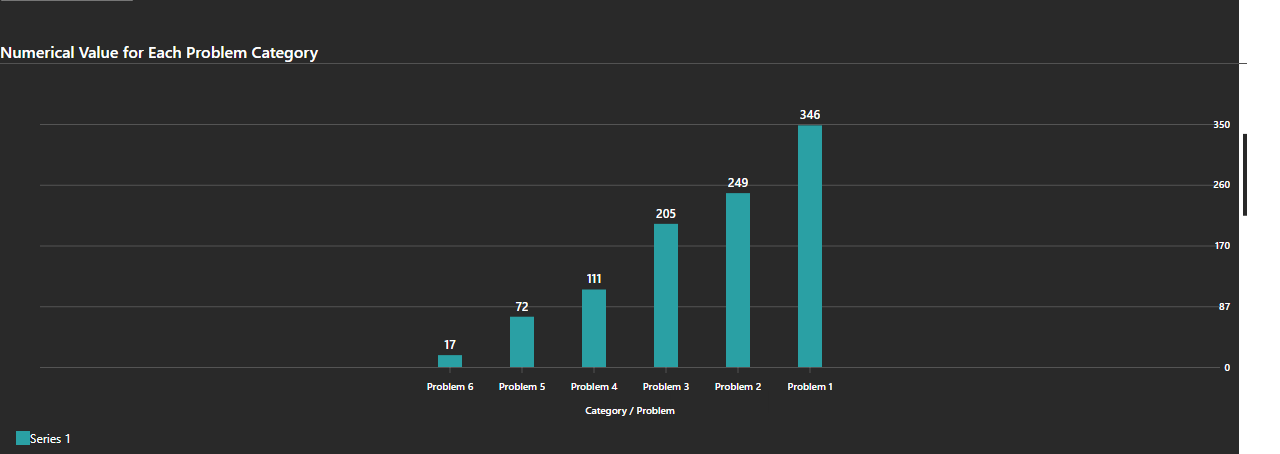 Numerical Value for Each Problem Category
346
350
249
260
205
170
111
72
87
17
0
Problem 6
Problem 5
Problem 4
Problem 3
Problem 2
Problem 1
Category / Problem
Series 1